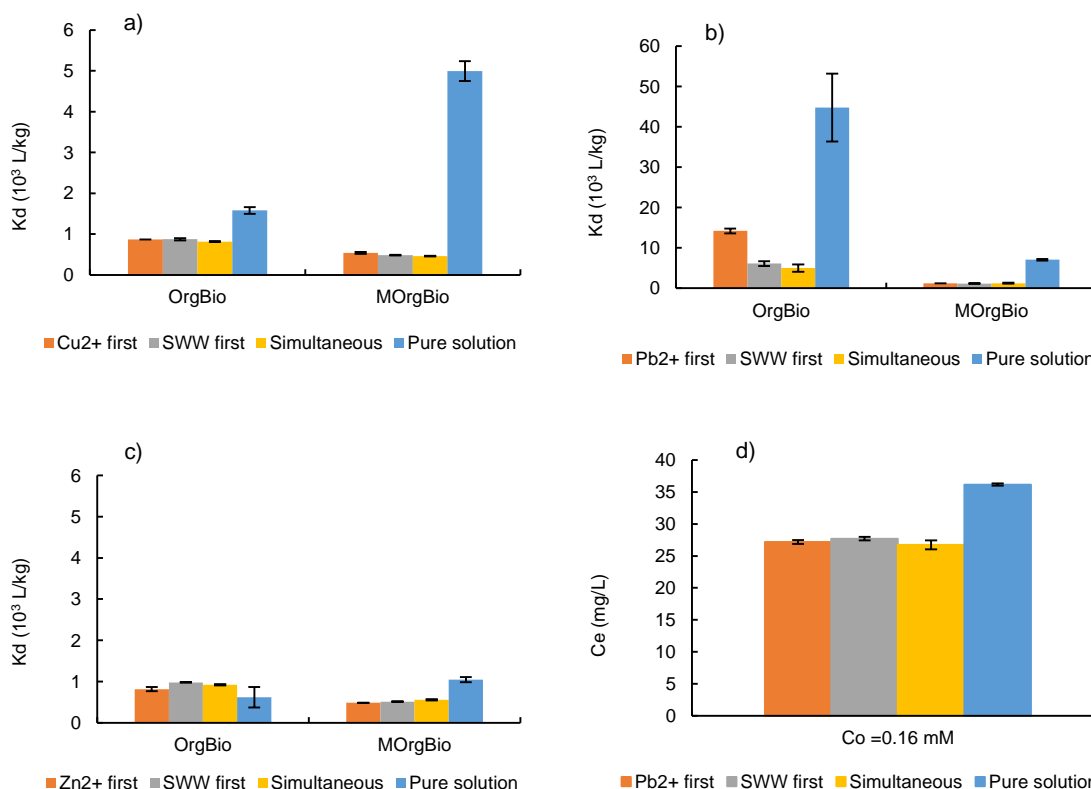 a)
6
5
4
3
2
1
0
Kd (10³ L/kg)
OrgBio MOrgBio
Cu2+ first SWW first Simultaneous Pure solution
b)
60
50
40
30
20
10
0
Kd (10³ L/kg)
OrgBio MOrgBio
Pb2+ first SWW first Simultaneous Pure solution
c)
6
5
4
3
2
1
0
Kd (10³ L/kg)
OrgBio MOrgBio
Zn2+ first SWW first Simultaneous Pure solution
d)
40
35
30
25
20
15
10
5
0
Ce (mg/L)
Co =0.16 mM
Pb2+ first SWW first Simultaneous Pure solution